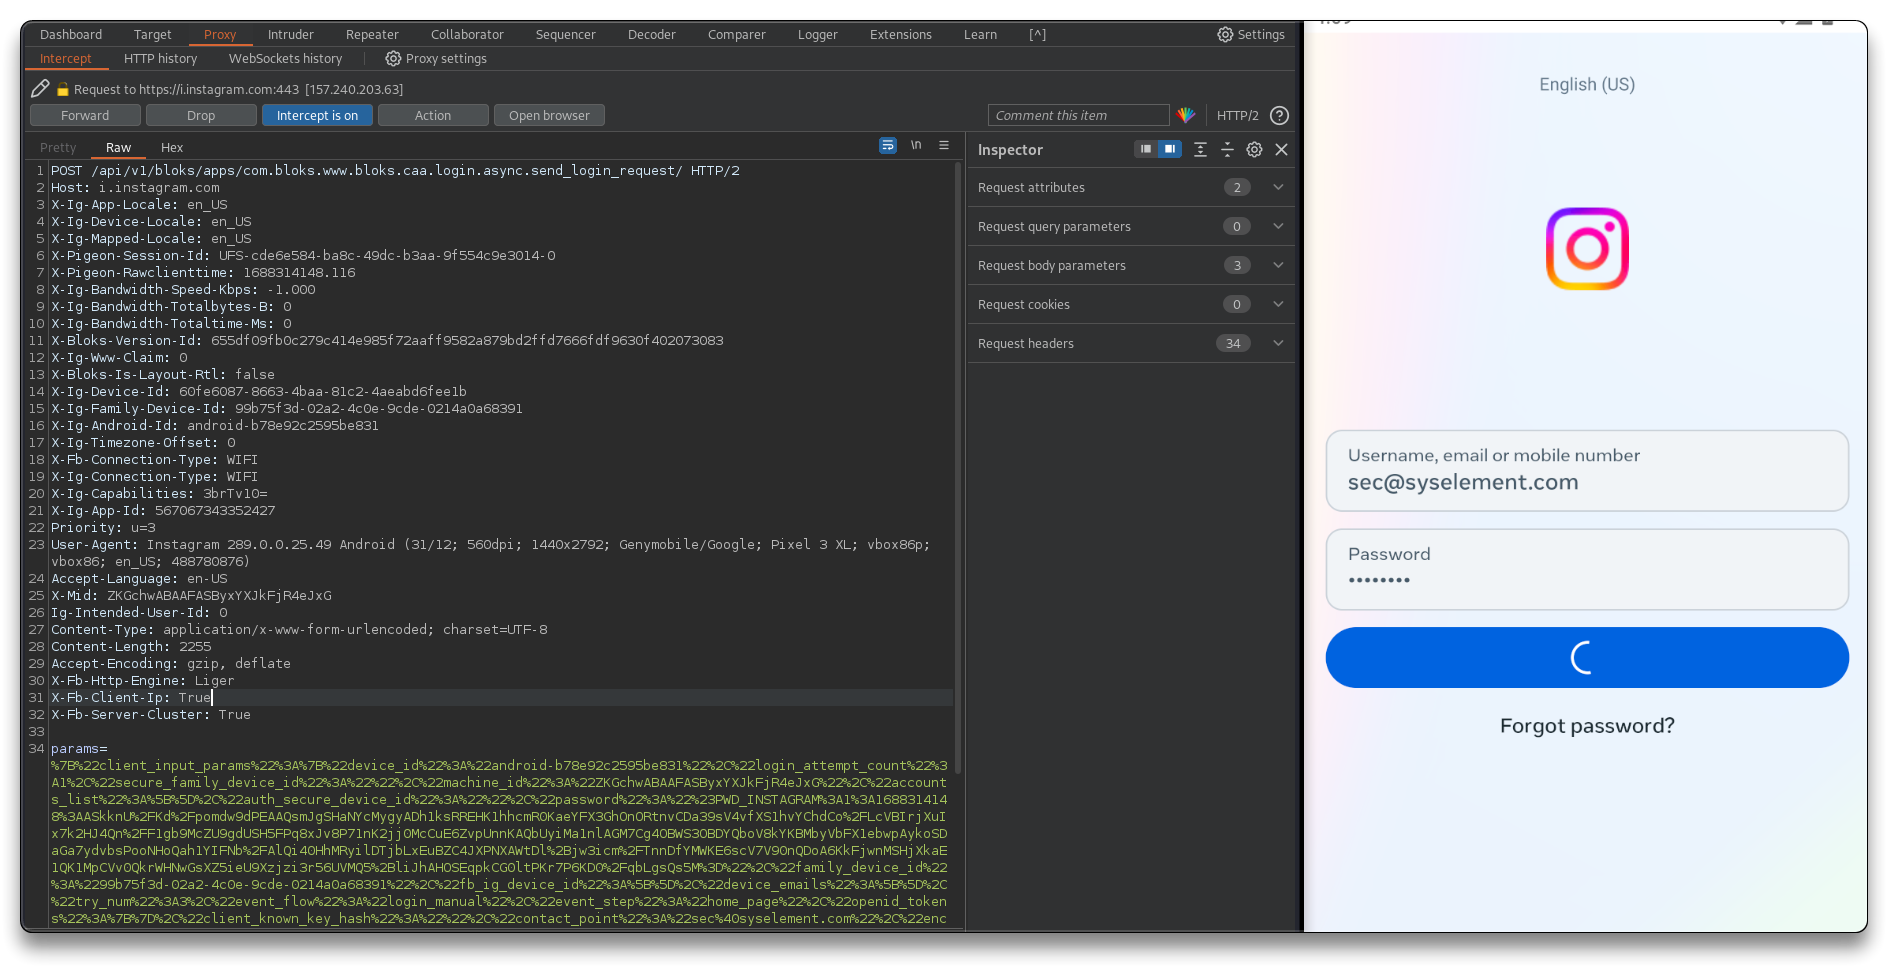 Dashboard Target Proxy Intruder Repeater Collaborator Sequencer Decoder Comparer Logger Extensions Learn [^] Settings
Intercept HTTP history WebSockets history Proxy settings
Request to https://i.instagram.com:443 [157.240.203.63]
Forward Drop Intercept is on Action Open browser Comment this item HTTP/2 ?
Pretty Raw Hex \n
1 POST /api/v1/bloks/apps/com.bloks.www.bloks.caa.login.async.send_login_request/ HTTP/2
2 Host: i.instagram.com
3 X-Ig-App-Locale: en_US
4 X-Ig-Device-Locale: en_US
5 X-Ig-Mapped-Locale: en_US
6 X-Pigeon-Session-Id: UFS-cde6e584-ba8c-49dc-b3aa-9f554c9e3014-0
7 X-Pigeon-Rawclienttime: 1688314148.116
8 X-Ig-Bandwidth-Speed-Kbps: -1.000
9 X-Ig-Bandwidth-Totalbytes-B: 0
10 X-Ig-Bandwidth-Totaltime-Ms: 0
11 X-Bloks-Version-Id: 655df09fb0c279c414e985f72aaff9582a879bd2ffd7666fdf9630f402073083
12 X-Ig-Www-Claim: 0
13 X-Bloks-Is-Layout-Rtl: false
14 X-Ig-Device-Id: 60fe6087-8663-4baa-81c2-4aeabd6fee1b
15 X-Ig-Family-Device-Id: 99b75f3d-02a2-4c0e-9cde-0214a0a68391
16 X-Ig-Android-Id: android-b78e92c2595be831
17 X-Ig-Timezone-Offset: 0
18 X-Fb-Connection-Type: WIFI
19 X-Ig-Connection-Type: WIFI
20 X-Ig-Capabilities: 3brTv10=
21 X-Ig-App-Id: 567067343352427
22 Priority: u=3
23 User-Agent: Instagram 289.0.0.25.49 Android (31/12; 560dpi; 1440x2792; Genymobile/Google; Pixel 3 XL; vbox86p;
vbox86; en_US; 488780876)
24 Accept-Language: en-US
25 X-Mid: ZKGchwABAAFASByxYXJkFjR4eJxG
26 Ig-Intended-User-Id: 0
27 Content-Type: application/x-www-form-urlencoded; charset=UTF-8
28 Content-Length: 2255
29 Accept-Encoding: gzip, deflate
30 X-Fb-Http-Engine: Liger
31 X-Fb-Client-Ip: True
32 X-Fb-Server-Cluster: True
33
34 params=
%7B%22client_input_params%22%3A%7B%22device_id%22%3A%22android-b78e92c2595be831%22%2C%22login_attempt_count%22%3
A1%2C%22secure_family_device_id%22%3A%22%22%2C%22machine_id%22%3A%22ZKGchwABAAFASByxYXJkFjR4eJxG%22%2C%22account
s_list%22%3A%5B%5D%2C%22auth_secure_device_id%22%3A%22%22%2C%22password%22%3A%22%23PWD_INSTAGRAM%3A1%3A168831414
8%3AASkknU%2FKd%2Fpomdw9dPEAAQsmJgSHaNYcMygyADh1ksRREHK1hhcmROKaeYFX3GhOnORtnvCDa39sV4vfXS1hvYChdCo%2FLcVBIrjXuI
x7k2HJ4Qn%2FF1gb9McZU9gdUSH5FPq8xJv8P71nK2jjOMcCuE6ZvpUnnKAQbUyiMa1nlAGM7Cg4OBWS3OBDYQboV8kYKBMbyVbFX1ebwpAykoSD
aGa7ydvbsPooNHoQah1YIFNb%2FAlQi4OHhMRyilDTjbLxEuBZC4JXPNXAWtDl%2Bjw3icm%2FTnnDfYMWKE6scV7V9OnQDoA6KkFjwnMSHjXkaE
1QK1MpCVvOQkrWHNwGsXZ5ieU9Xzjzi3r56UVMQ5%2BliJhAHOSEqpkCGOltPKr7P6KDO%2FqbLgsQs5M%3D%22%2C%22family_device_id%22
%3A%2299b75f3d-02a2-4c0e-9cde-0214a0a68391%22%2C%22fb_ig_device_id%22%3A%5B%5D%2C%22device_emails%22%3A%5B%5D%2C
%22try_num%22%3A3%2C%22event_flow%22%3A%22login_manual%22%2C%22event_step%22%3A%22home_page%22%2C%22openid_token
s%22%3A%7B%7D%2C%22client_known_key_hash%22%3A%22%22%2C%22contact_point%22%3A%22sec%40syselement.com%22%2C%22enc
Inspector
Request attributes 2
Request query parameters 0
Request body parameters 3
Request cookies 0
Request headers 34
English (US)
Username, email or mobile number
sec@syselement.com
Password
••••••••
Forgot password?